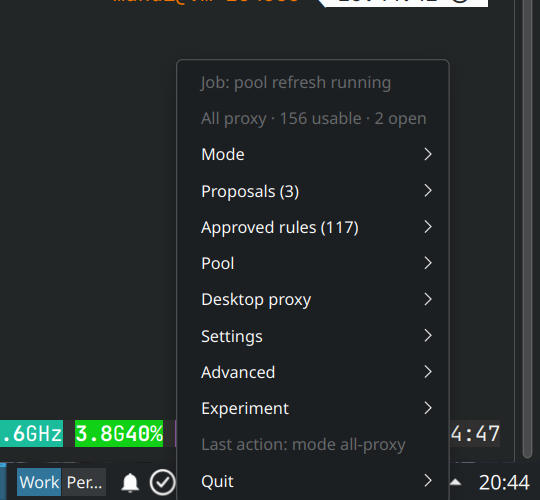 Job: pool refresh running
All proxy · 156 usable · 2 open
Mode
Proposals (3)
Approved rules (117)
Pool
Desktop proxy
Settings
Advanced
Experiment
.6GHz 3.8G40% 4:47
Last action: mode all-proxy
Work Per... Quit 20:44